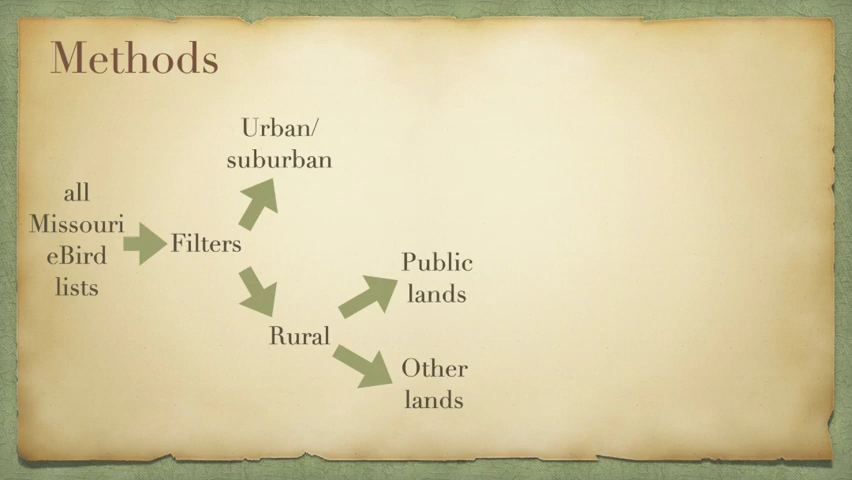 Methods
Urban/
suburban
all
Missouri
eBird
lists
Filters
Public
lands
Rural
Other
lands